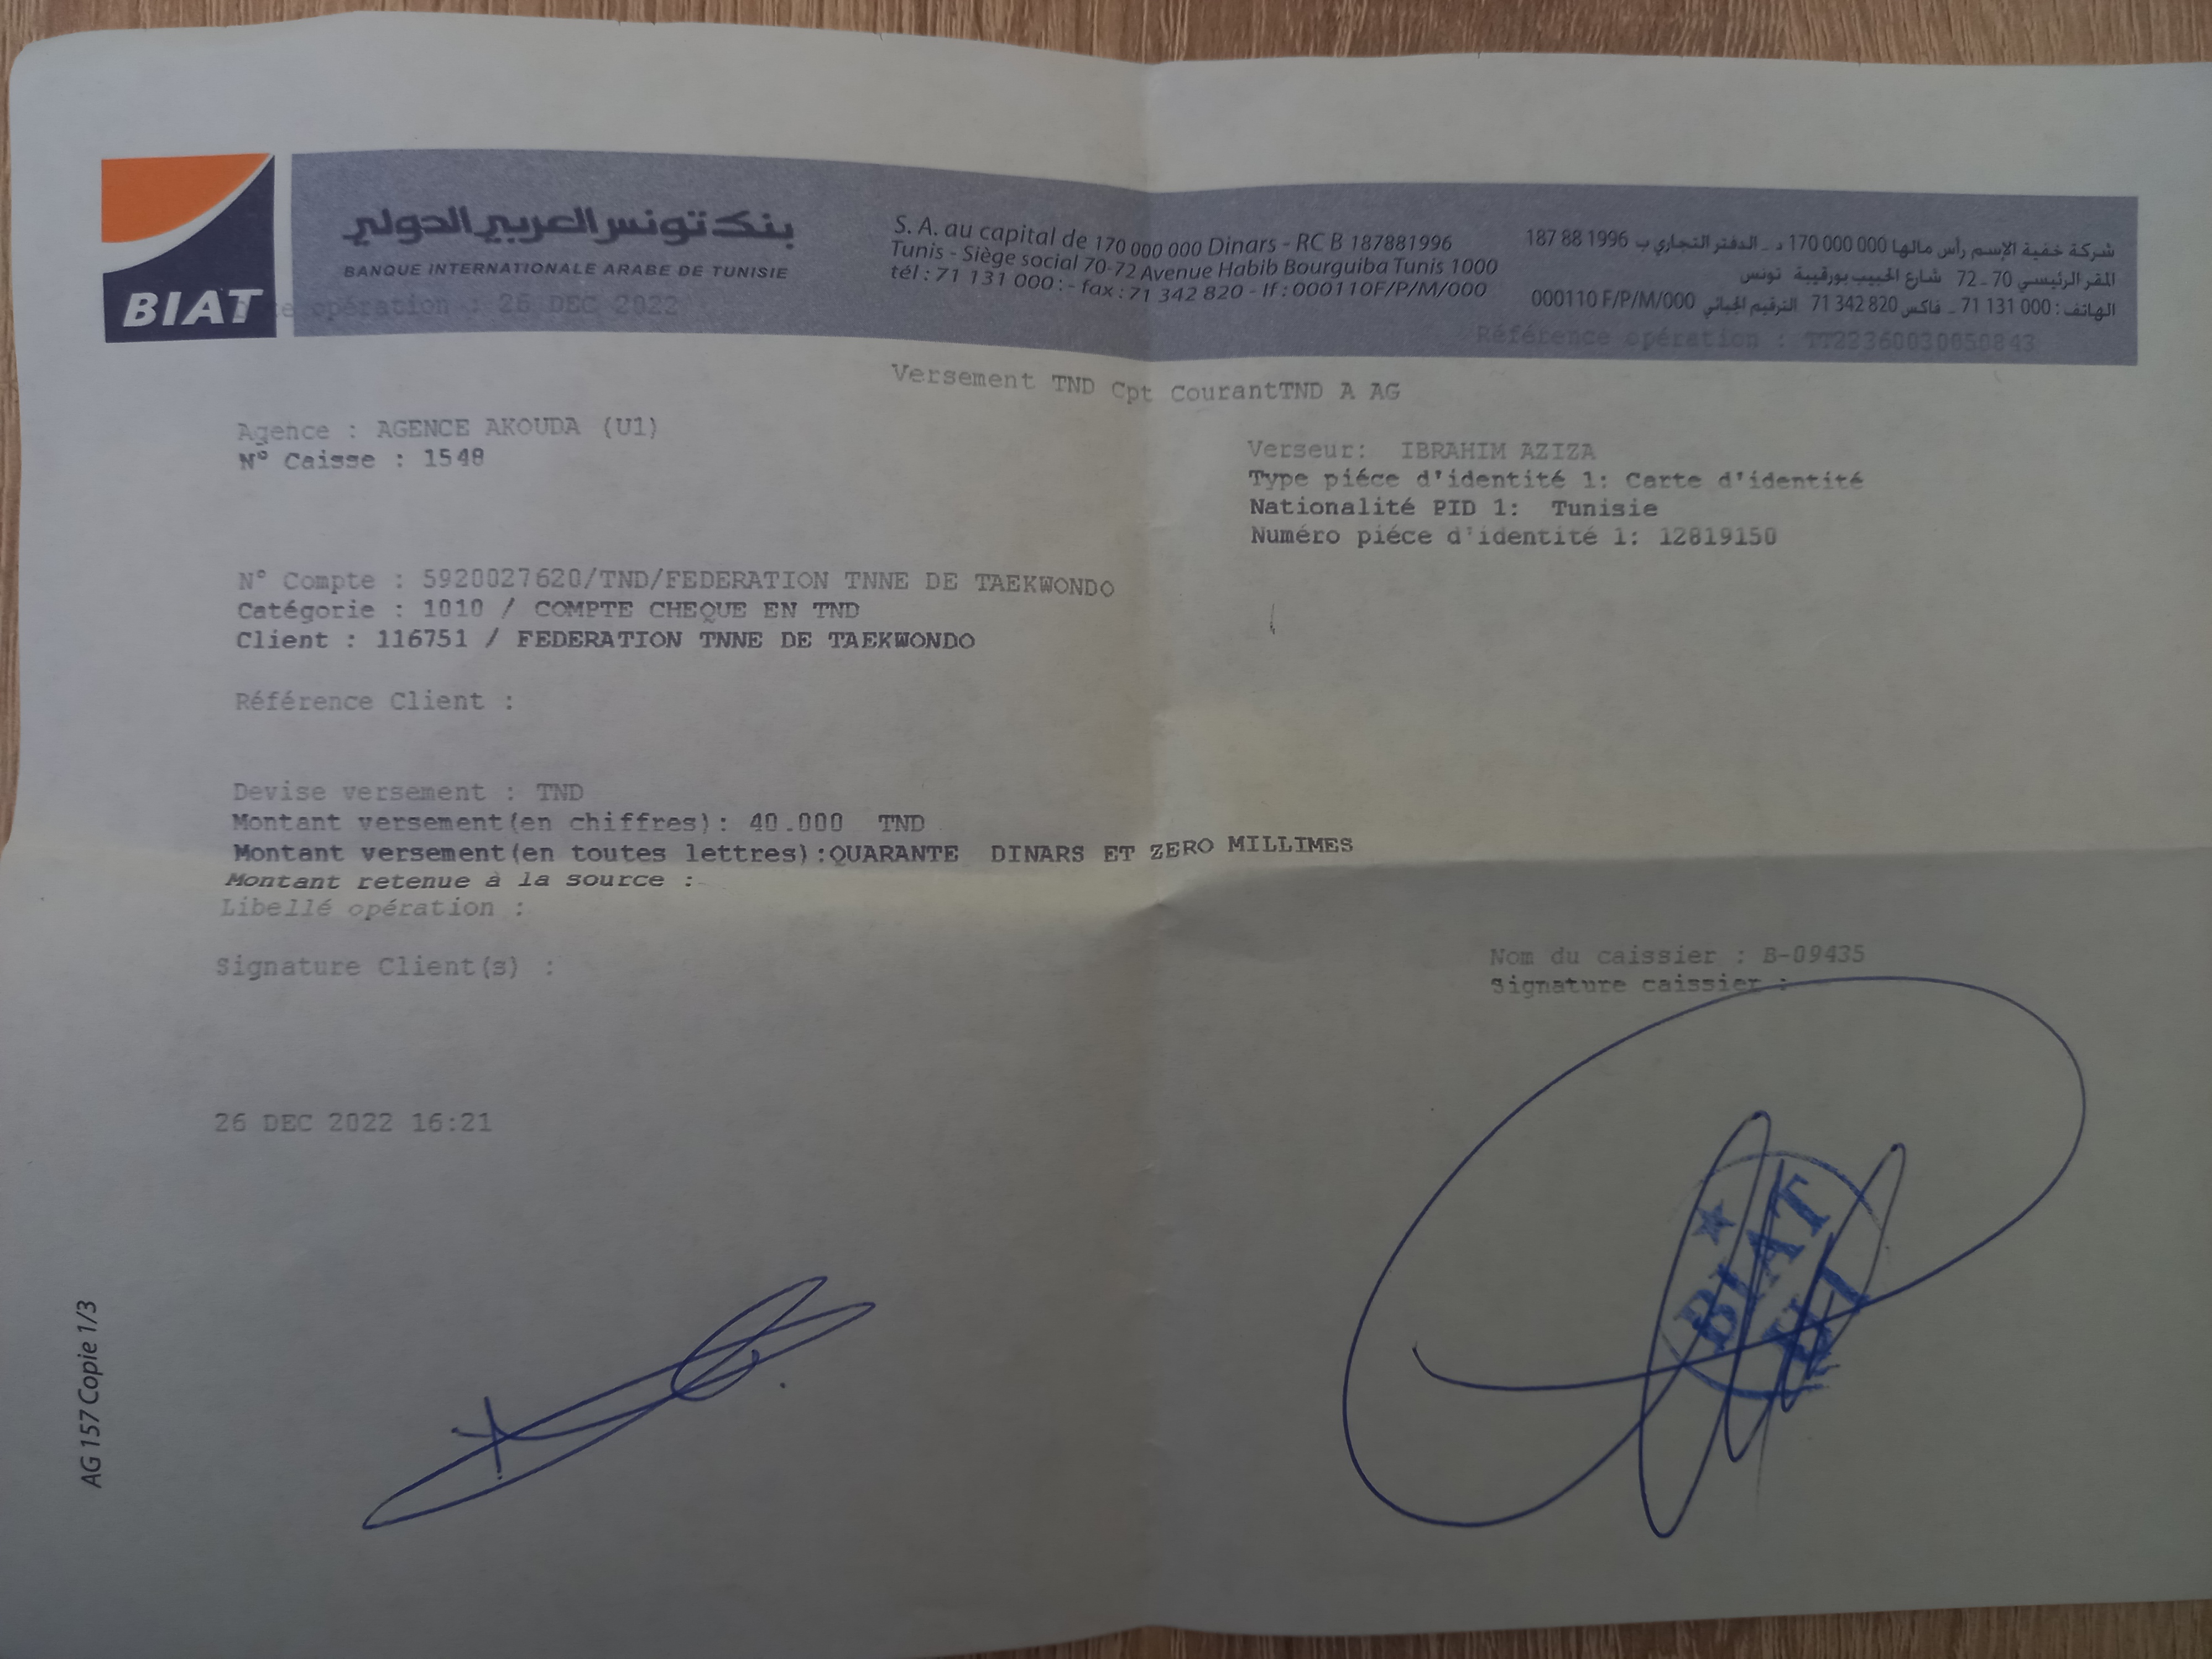 BIAT
بنك تونس العربي الدولي
BANQUE INTERNATIONALE ARABE DE TUNISIE
S. A. au capital de 170 000 000 Dinars - RC B 187881996
Tunis - Siège social 70-72 Avenue Habib Bourguiba Tunis 1000
tél : 71 131 000 : - fax : 71 342 820 - If : 000110F/P/M/000
شركة خفية الإسم رأس مالها 000 000 170 د ـ الدفتر التجاري ب 1996 88 187
المقر الرئيسي 70 ـ 72 شارع الحبيب بورقيبة تونس
الهاتف : 000 131 71 ـ فاكس 820 342 71 الترقيم الجبائي 000110 F/P/M/000
Date opération : 26 DEC 2022
Référence opération : TT22360030050843
Versement TND Cpt CourantTND A AG
Agence : AGENCE AKOUDA (U1)
N° Caisse : 1548
Verseur: IBRAHIM AZIZA
Type piéce d'identité 1: Carte d'identité
Nationalité PID 1: Tunisie
Numéro piéce d'identité 1: 12819150
N° Compte : 5920027620/TND/FEDERATION TNNE DE TAEKWONDO
Catégorie : 1010 / COMPTE CHEQUE EN TND
Client : 116751 / FEDERATION TNNE DE TAEKWONDO
Référence Client :
Devise versement : TND
Montant versement(en chiffres): 40.000 TND
Montant versement(en toutes lettres):QUARANTE DINARS ET ZERO MILLIMES
Montant retenue à la source :
Libellé opération :
Signature Client(s) :
Nom du caissier : B-09435
Signature caissier :
26 DEC 2022 16:21
BIAT
AG 157 Copie 1/3